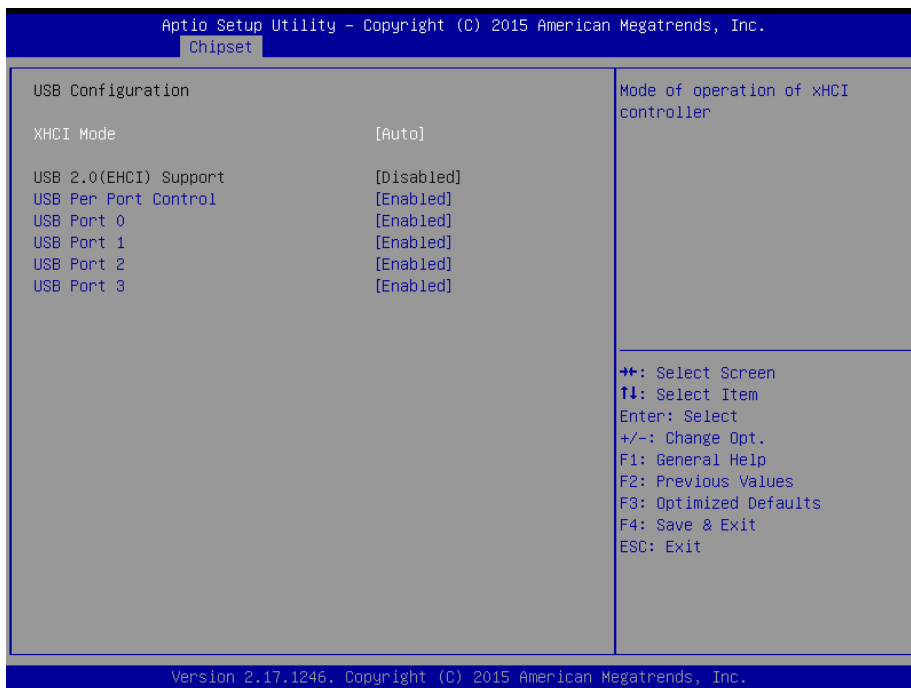 Aptio Setup Utility – Copyright (C) 2015 American Megatrends, Inc.
Chipset
USB Configuration
XHCI Mode [Auto]
USB 2.0(EHCI) Support [Disabled]
USB Per Port Control [Enabled]
USB Port 0 [Enabled]
USB Port 1 [Enabled]
USB Port 2 [Enabled]
USB Port 3 [Enabled]
Mode of operation of xHCI
controller
→←: Select Screen
↑↓: Select Item
Enter: Select
+/-: Change Opt.
F1: General Help
F2: Previous Values
F3: Optimized Defaults
F4: Save & Exit
ESC: Exit
Version 2.17.1246. Copyright (C) 2015 American Megatrends, Inc.